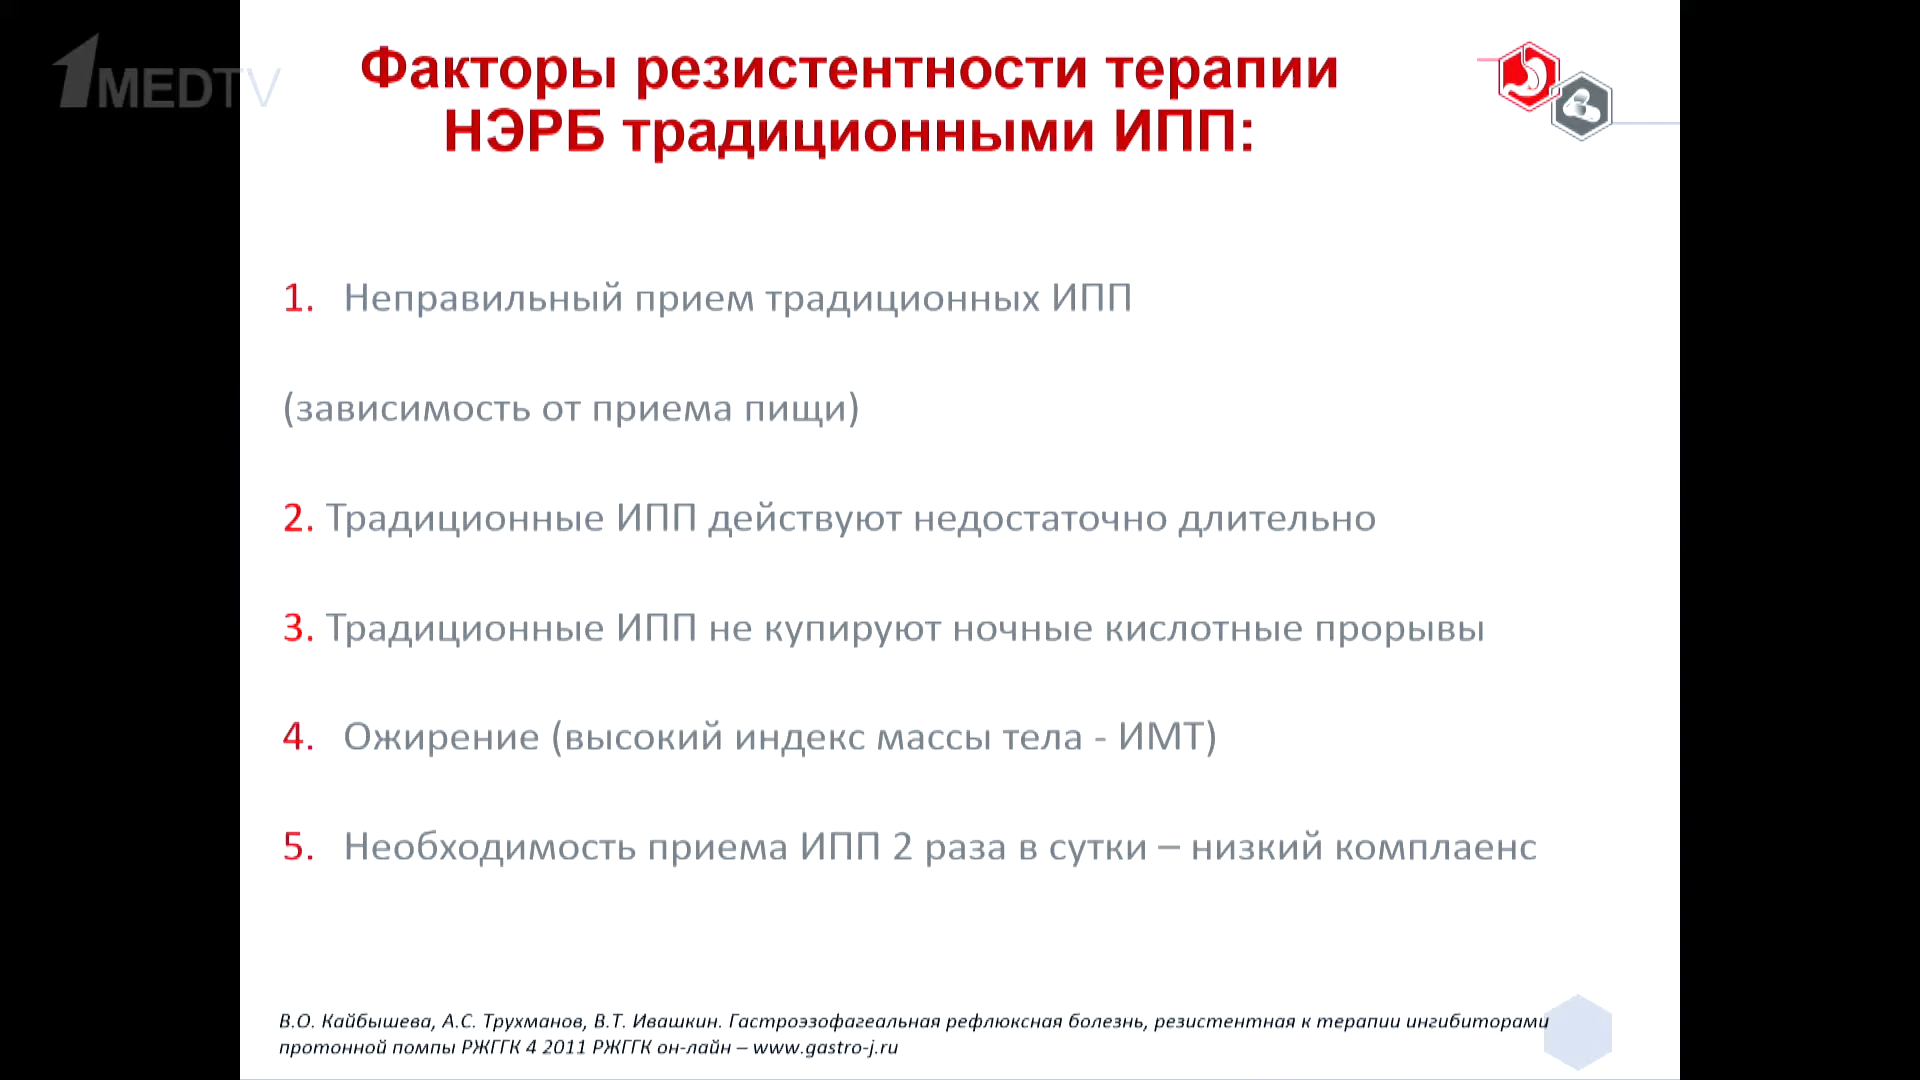 1MEDTV
Факторы резистентности терапии
НЭРБ традиционными ИПП:
1. Неправильный прием традиционных ИПП
(зависимость от приема пищи)
2. Традиционные ИПП действуют недостаточно длительно
3. Традиционные ИПП не купируют ночные кислотные прорывы
4. Ожирение (высокий индекс массы тела - ИМТ)
5. Необходимость приема ИПП 2 раза в сутки – низкий комплаенс
В.О. Кайбышева, А.С. Трухманов, В.Т. Ивашкин. Гастроэзофагеальная рефлюксная болезнь, резистентная к терапии ингибиторами
протонной помпы РЖГГК 4 2011 РЖГГК он-лайн – www.gastro-j.ru